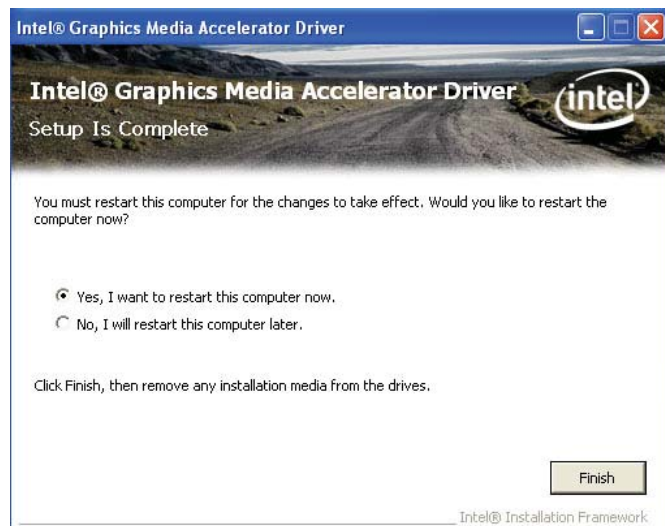 Intel® Graphics Media Accelerator Driver
Intel® Graphics Media Accelerator Driver
intel
Setup Is Complete
You must restart this computer for the changes to take effect. Would you like to restart the
computer now?
Yes, I want to restart this computer now.
No, I will restart this computer later.
Click Finish, then remove any installation media from the drives.
Finish
Intel® Installation Framework